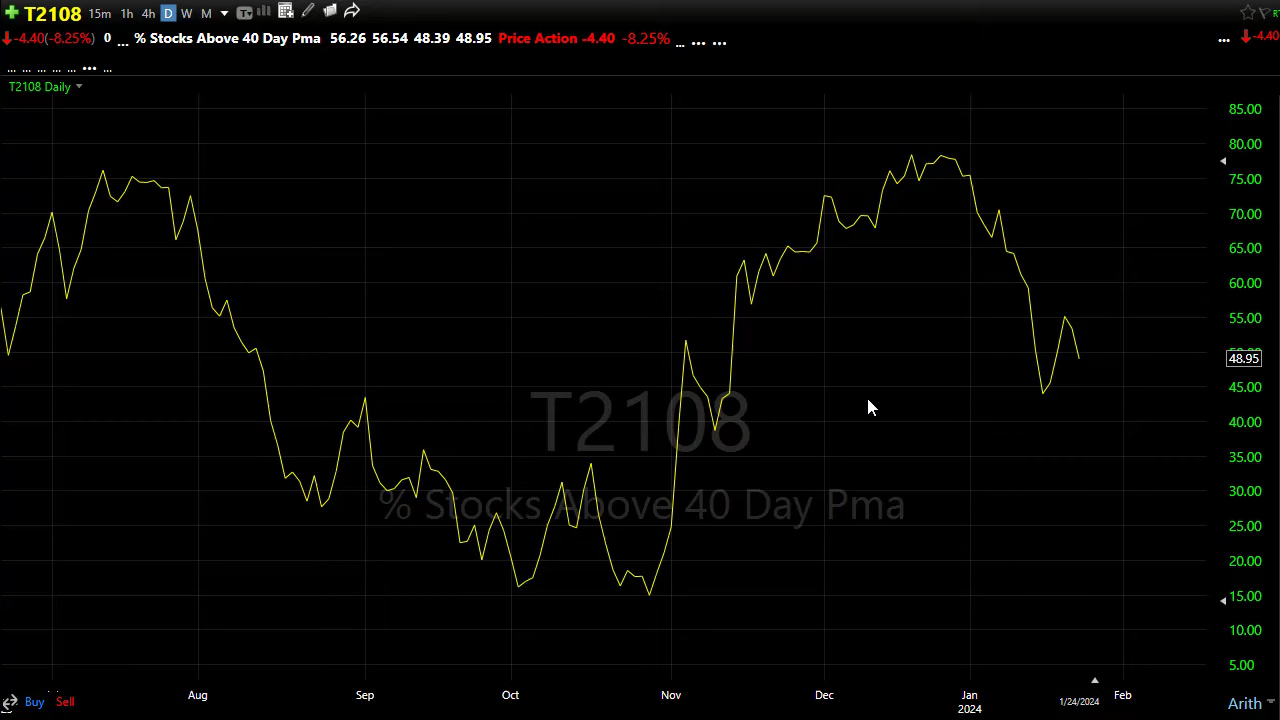 T2108 15m 1h 4h D W M T
-4.40(-8.25%) 0 ... % Stocks Above 40 Day Pma 56.26 56.54 48.39 48.95 Price Action -4.40 -8.25% ... ... ... ... -4.40
... ... ... ... ... ... ...
T2108 Daily
85.00
80.00
75.00
70.00
65.00
60.00
55.00
48.95
45.00
40.00
35.00
30.00
25.00
20.00
15.00
10.00
5.00
T2108
% Stocks Above 40 Day Pma
Aug Sep Oct Nov Dec Jan Feb
2024 1/24/2024
Buy Sell Arith